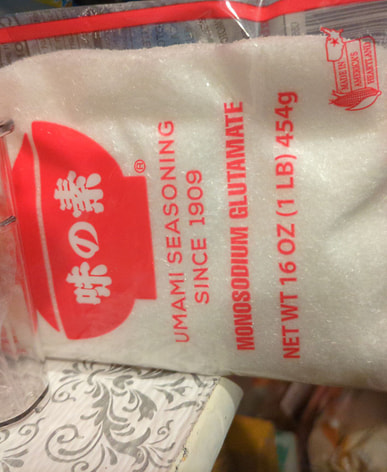 味の素
®
UMAMI SEASONING
SINCE 1909
MONOSODIUM GLUTAMATE
NET WT 16 OZ (1 LB) 454g
MADE IN
AMERICA'S
HEARTLAND